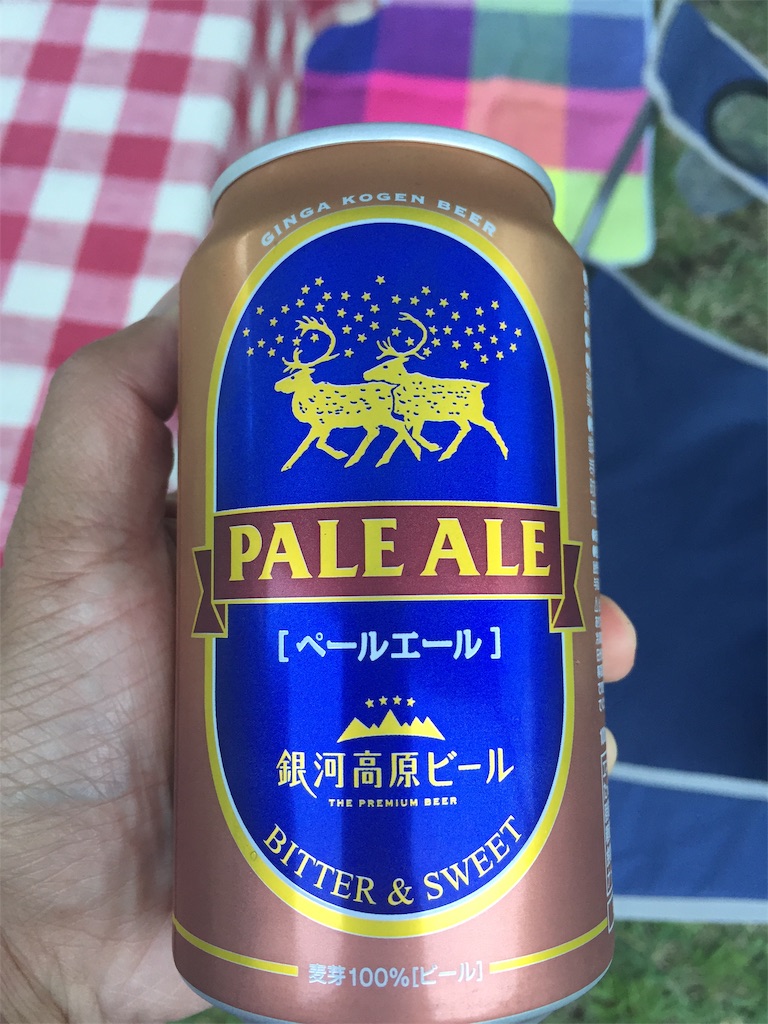 GINGA KOGEN BEER
PALE ALE
[ペールエール]
銀河高原ビール
THE PREMIUM BEER
BITTER & SWEET
麦芽100%[ビール]